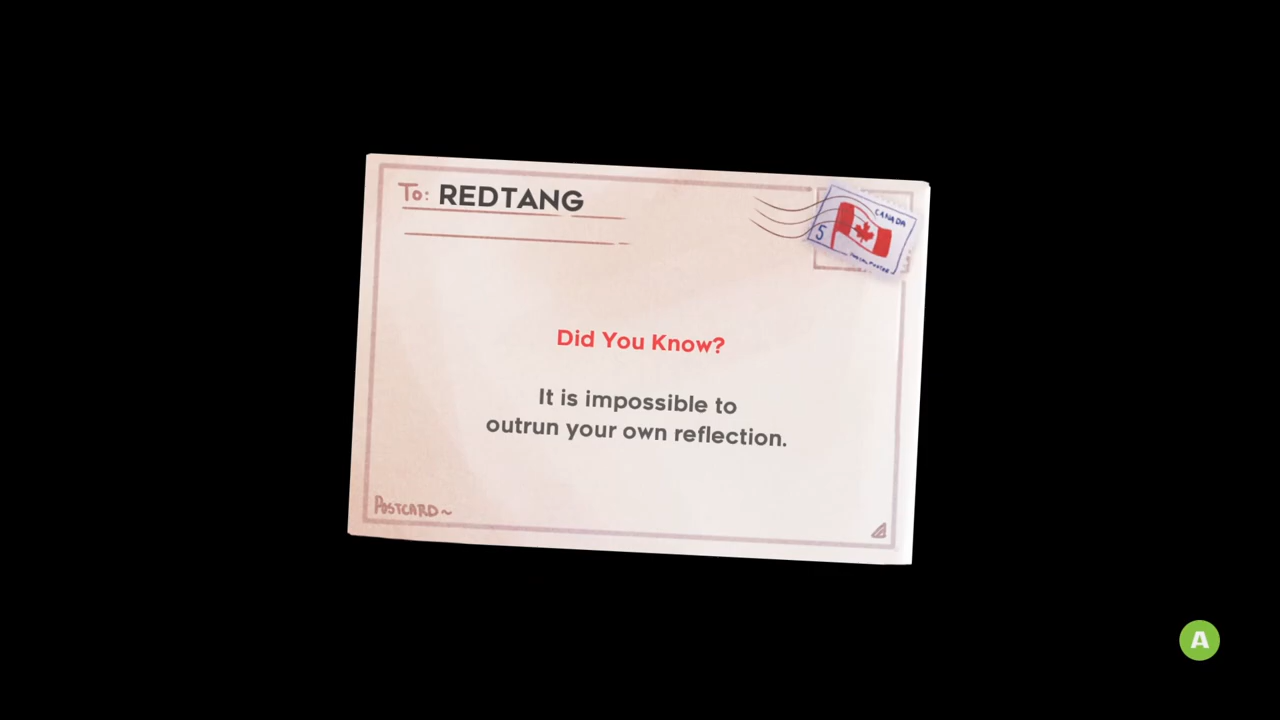 To: REDTANG
CANADA
5
Did You Know?
It is impossible to
outrun your own reflection.
POSTCARD~
A